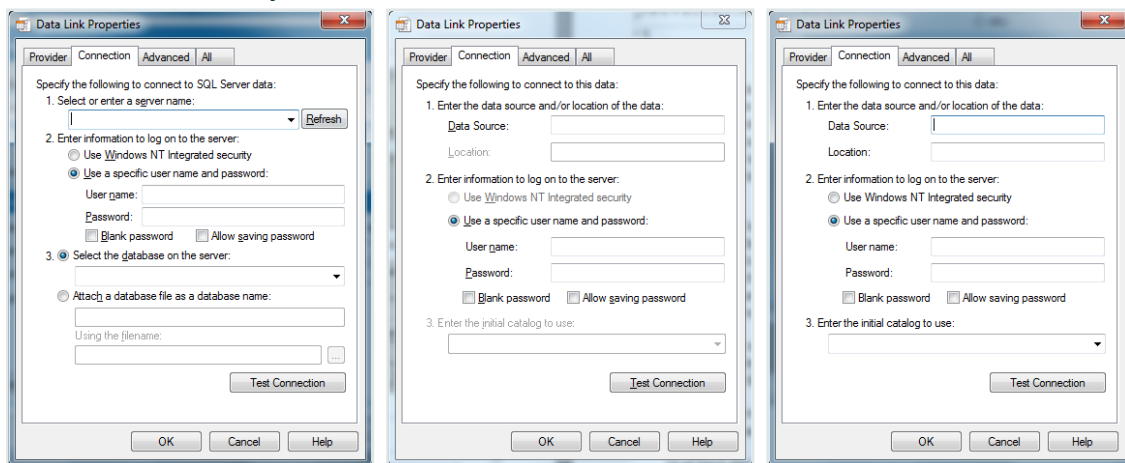 Data Link Properties
Provider Connection Advanced All
Specify the following to connect to SQL Server data:
1. Select or enter a server name:
Refresh
2. Enter information to log on to the server:
Use Windows NT Integrated security
Use a specific user name and password:
User name:
Password:
Blank password Allow saving password
3. Select the database on the server:
Attach a database file as a database name:
Using the filename:
...
Test Connection
OK Cancel Help
Data Link Properties
Provider Connection Advanced All
Specify the following to connect to this data:
1. Enter the data source and/or location of the data:
Data Source:
Location:
2. Enter information to log on to the server:
Use Windows NT Integrated security
Use a specific user name and password:
User name:
Password:
Blank password Allow saving password
3. Enter the initial catalog to use:
Test Connection
OK Cancel Help
Data Link Properties
Provider Connection Advanced All
Specify the following to connect to this data:
1. Enter the data source and/or location of the data:
Data Source:
Location:
2. Enter information to log on to the server:
Use Windows NT Integrated security
Use a specific user name and password:
User name:
Password:
Blank password Allow saving password
3. Enter the initial catalog to use:
Test Connection
OK Cancel Help